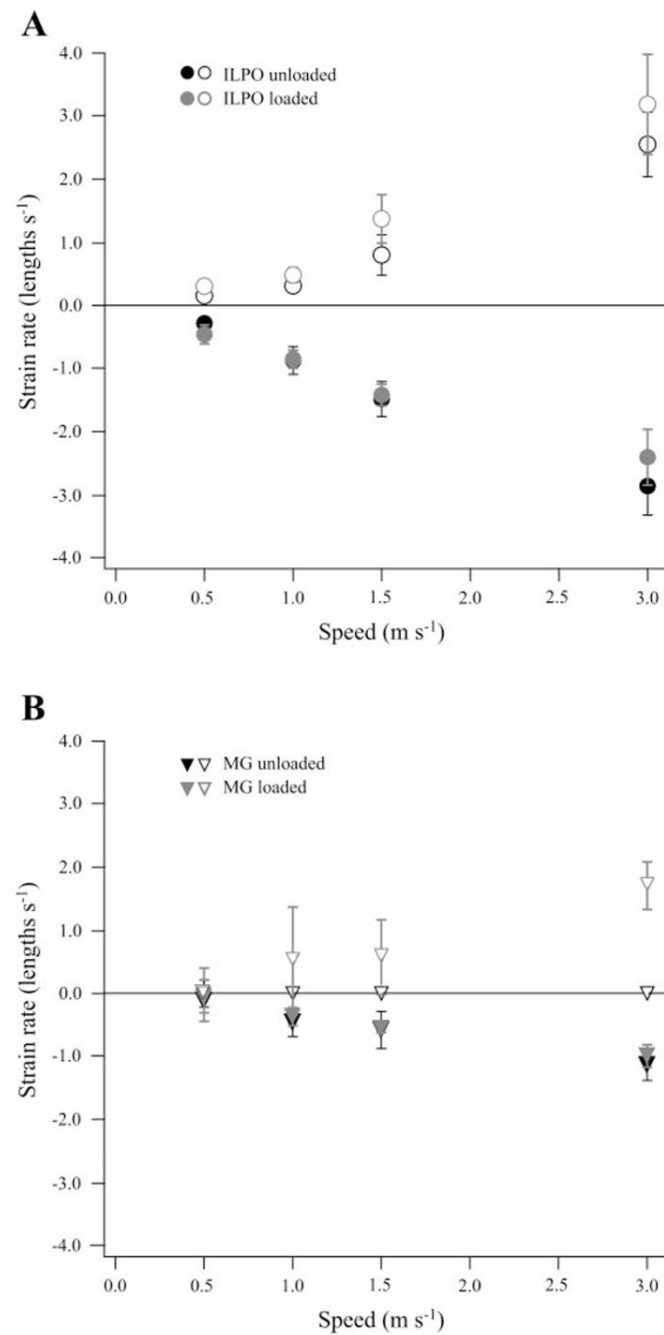 A
4.0
3.0
2.0
1.0
0.0
-1.0
-2.0
-3.0
-4.0
Strain rate (lengths s⁻¹)
ILPO unloaded
ILPO loaded
0.0 0.5 1.0 1.5 2.0 2.5 3.0
Speed (m s⁻¹)
B
4.0
3.0
2.0
1.0
0.0
-1.0
-2.0
-3.0
-4.0
Strain rate (lengths s⁻¹)
MG unloaded
MG loaded
0.0 0.5 1.0 1.5 2.0 2.5 3.0
Speed (m s⁻¹)